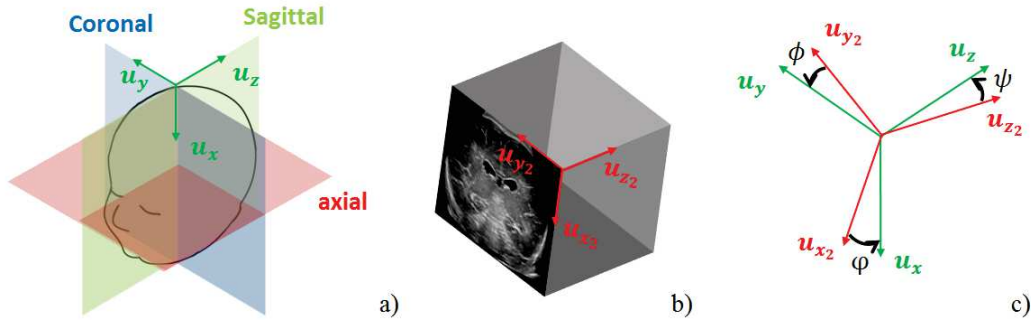 Coronal
Sagittal
u_y
u_z
u_x
axial
a)
u_y2
u_z2
u_x2
b)
u_y2
ϕ
u_y
u_z
ψ
u_z2
u_x2
φ
u_x
c)